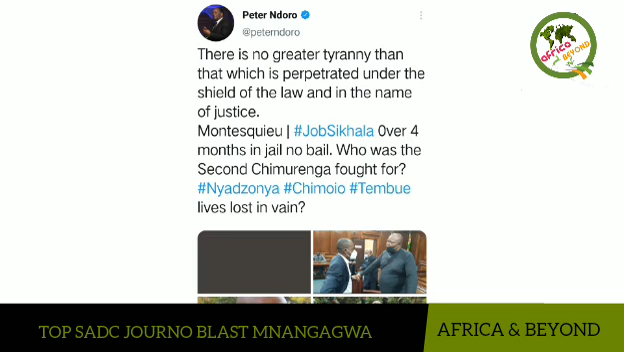 Peter Ndoro
@peterndoro
There is no greater tyranny than
that which is perpetrated under the
shield of the law and in the name
of justice.
Montesquieu | #JobSikhala 0ver 4
months in jail no bail. Who was the
Second Chimurenga fought for?
#Nyadzonya #Chimoio #Tembue
lives lost in vain?
africa
BEYOND
TV
TOP SADC JOURNO BLAST MNANGAGWA
AFRICA & BEYOND